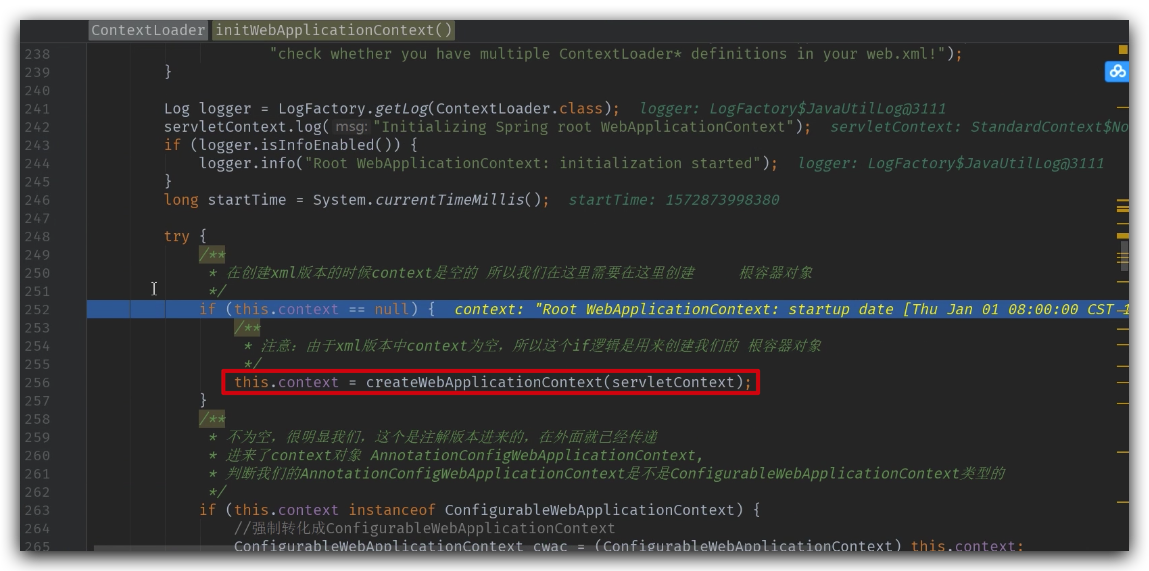 ContextLoader initWebApplicationContext()
238 "check whether you have multiple ContextLoader* definitions in your web.xml!");
239 }
240
241 Log logger = LogFactory.getLog(ContextLoader.class); logger: LogFactory$JavaUtilLog@3111
242 servletContext.log( msg: "Initializing Spring root WebApplicationContext"); servletContext: StandardContext$No
243 if (logger.isInfoEnabled()) {
244 logger.info("Root WebApplicationContext: initialization started"); logger: LogFactory$JavaUtilLog@3111
245 }
246 long startTime = System.currentTimeMillis(); startTime: 1572873998380
247
248 try {
249 /**
250 * 在创建xml版本的时候context是空的 所以我们在这里需要在这里创建 根容器对象
251 */
252 if (this.context == null) { context: "Root WebApplicationContext: startup date [Thu Jan 01 08:00:00 CST 1
253 /**
254 * 注意：由于xml版本中context为空，所以这个if逻辑是用来创建我们的 根容器对象
255 */
256 this.context = createWebApplicationContext(servletContext);
257 }
258 /**
259 * 不为空，很明显我们，这个是注解版本进来的，在外面就已经传递
260 * 进来了context对象 AnnotationConfigWebApplicationContext,
261 * 判断我们的AnnotationConfigWebApplicationContext是不是ConfigurableWebApplicationContext类型的
262 */
263 if (this.context instanceof ConfigurableWebApplicationContext) {
264 //强制转化成ConfigurableWebApplicationContext
265 ConfigurableWebApplicationContext cwac = (ConfigurableWebApplicationContext) this.context;